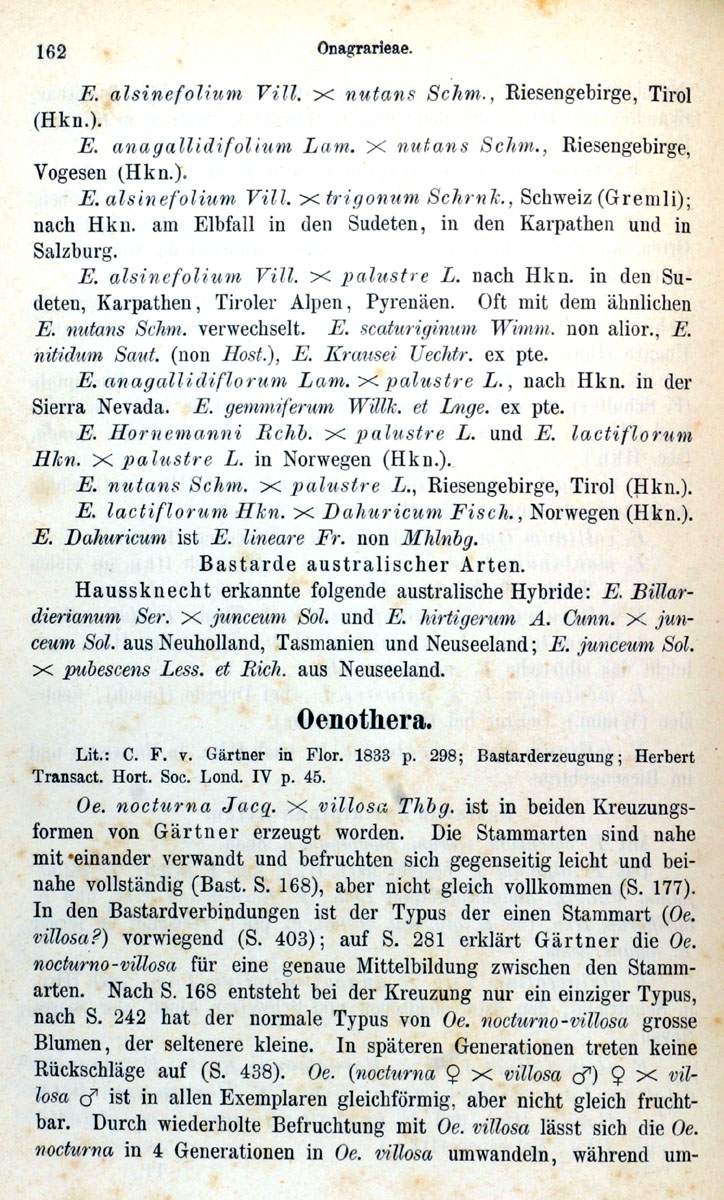 162
Onagrarieae.
E. alsinefolium Vill. × nutans Schm., Riesengebirge, Tirol
(Hkn.).
E. anagallidifolium Lam. × nutans Schm., Riesengebirge,
Vogesen (Hkn.).
E. alsinefolium Vill. × trigonum Schrnk., Schweiz (Gremli);
nach Hkn. am Elbfall in den Sudeten, in den Karpathen und in
Salzburg.
E. alsinefolium Vill. × palustre L. nach Hkn. in den Su-
deten, Karpathen, Tiroler Alpen, Pyrenäen. Oft mit dem ähnlichen
E. nutans Schm. verwechselt. E. scaturiginum Wimm. non alior., E.
nitidum Saut. (non Host.), E. Krausei Uechtr. ex pte.
E. anagallidiflorum Lam. × palustre L., nach Hkn. in der
Sierra Nevada. E. gemmiferum Willk. et Lnge. ex pte.
E. Hornemanni Rchb. × palustre L. und E. lactiflorum
Hkn. × palustre L. in Norwegen (Hkn.).
E. nutans Schm. × palustre L., Riesengebirge, Tirol (Hkn.).
E. lactiflorum Hkn. × Dahuricum Fisch., Norwegen (Hkn.).
E. Dahuricum ist E. lineare Fr. non Mhlnbg.
Bastarde australischer Arten.
Haussknecht erkannte folgende australische Hybride: E. Billar-
dierianum Ser. × junceum Sol. und E. hirtigerum A. Cunn. × jun-
ceum Sol. aus Neuholland, Tasmanien und Neuseeland; E. junceum Sol.
× pubescens Less. et Rich. aus Neuseeland.
Oenothera.
Lit.: C. F. v. Gärtner in Flor. 1833 p. 298; Bastarderzeugung; Herbert
Transact. Hort. Soc. Lond. IV p. 45.
Oe. nocturna Jacq. × villosa Thbg. ist in beiden Kreuzungs-
formen von Gärtner erzeugt worden. Die Stammarten sind nahe
mit einander verwandt und befruchten sich gegenseitig leicht und bei-
nahe vollständig (Bast. S. 168), aber nicht gleich vollkommen (S. 177).
In den Bastardverbindungen ist der Typus der einen Stammart (Oe.
villosa?) vorwiegend (S. 403); auf S. 281 erklärt Gärtner die Oe.
nocturno-villosa für eine genaue Mittelbildung zwischen den Stamm-
arten. Nach S. 168 entsteht bei der Kreuzung nur ein einziger Typus,
nach S. 242 hat der normale Typus von Oe. nocturno-villosa grosse
Blumen, der seltenere kleine. In späteren Generationen treten keine
Rückschläge auf (S. 438). Oe. (nocturna ♀ × villosa ♂) ♀ × vil-
losa ♂ ist in allen Exemplaren gleichförmig, aber nicht gleich frucht-
bar. Durch wiederholte Befruchtung mit Oe. villosa lässt sich die Oe.
nocturna in 4 Generationen in Oe. villosa umwandeln, während um-